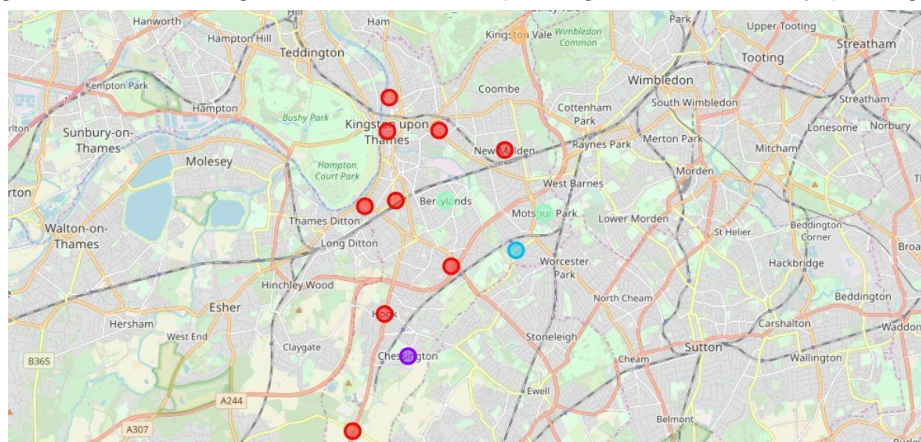 Hanworth
Ham
Park
Upper Tooting
Hampton Hill
Teddington
Kingston Vale
Wimbledon
Common
Streatham
Tooting
Kempton Park
Coombe
Wimbledon
Hampton
Bushy Park
Cottenham
Park
South Wimbledon
Streatham
Sunbury-on-
Thames
Kingston upon
Thames
Lonesome
Norbury
Molesey
New Malden
Raynes Park
Merton Park
Mitcham
Hampton
Court Park
Morden
West Barnes
Walton-on-
Thames
Thames Ditton
Berrylands
Motspur Park
Lower Morden
St Helier
Beddington
Corner
Long Ditton
Worcester
Park
Hackbridge
Hinchley Wood
Esher
North Cheam
Beddington
Hersham
Hook
West End
Stoneleigh
Carshalton
Waddon
Claygate
Chessington
Cheam
Sutton
Wallington
B365
Ewell
A244
A307
Belmont